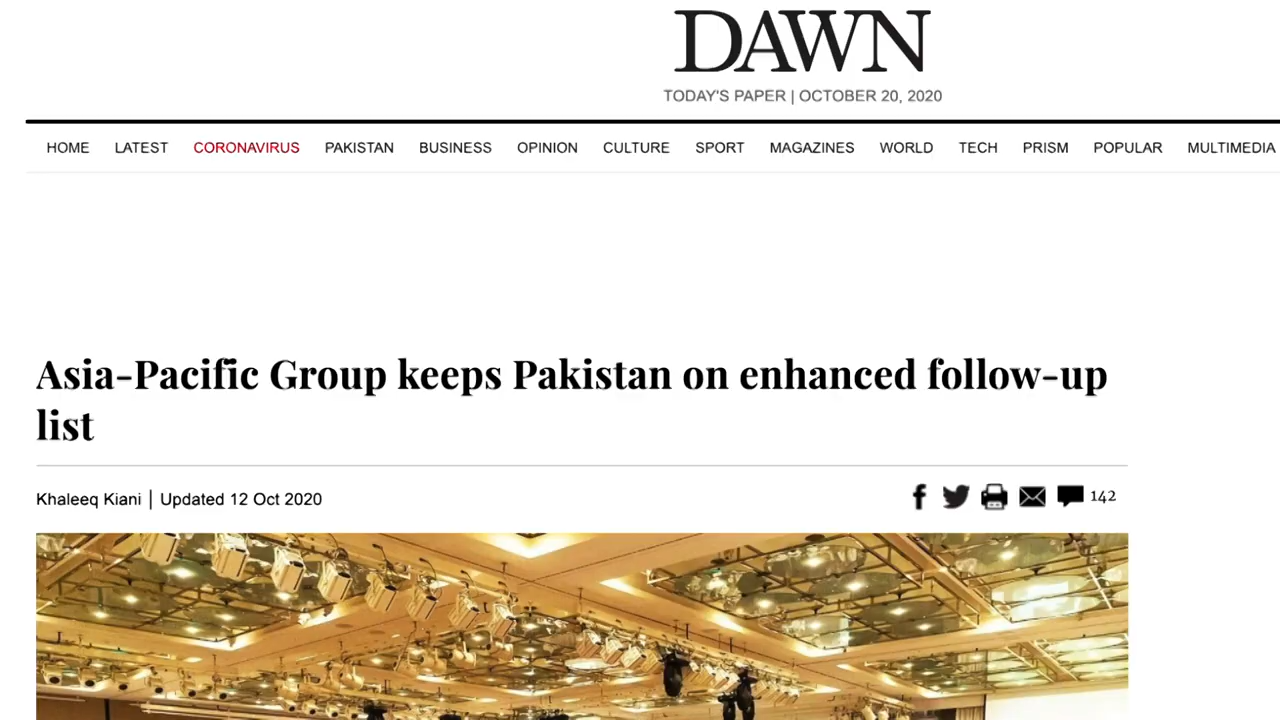 DAWN
TODAY'S PAPER | OCTOBER 20, 2020
HOME LATEST CORONAVIRUS PAKISTAN BUSINESS OPINION CULTURE SPORT MAGAZINES WORLD TECH PRISM POPULAR MULTIMEDIA
Asia-Pacific Group keeps Pakistan on enhanced follow-up
list
Khaleeq Kiani | Updated 12 Oct 2020 142